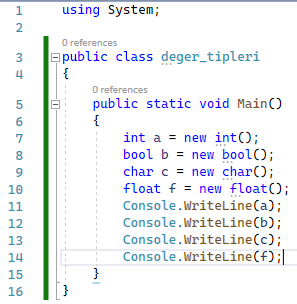 1 using System;
2
0 references
3 public class deger_tipleri
4 {
0 references
5 public static void Main()
6 {
7 int a = new int();
8 bool b = new bool();
9 char c = new char();
10 float f = new float();
11 Console.WriteLine(a);
12 Console.WriteLine(b);
13 Console.WriteLine(c);
14 Console.WriteLine(f);
15 }
16 }